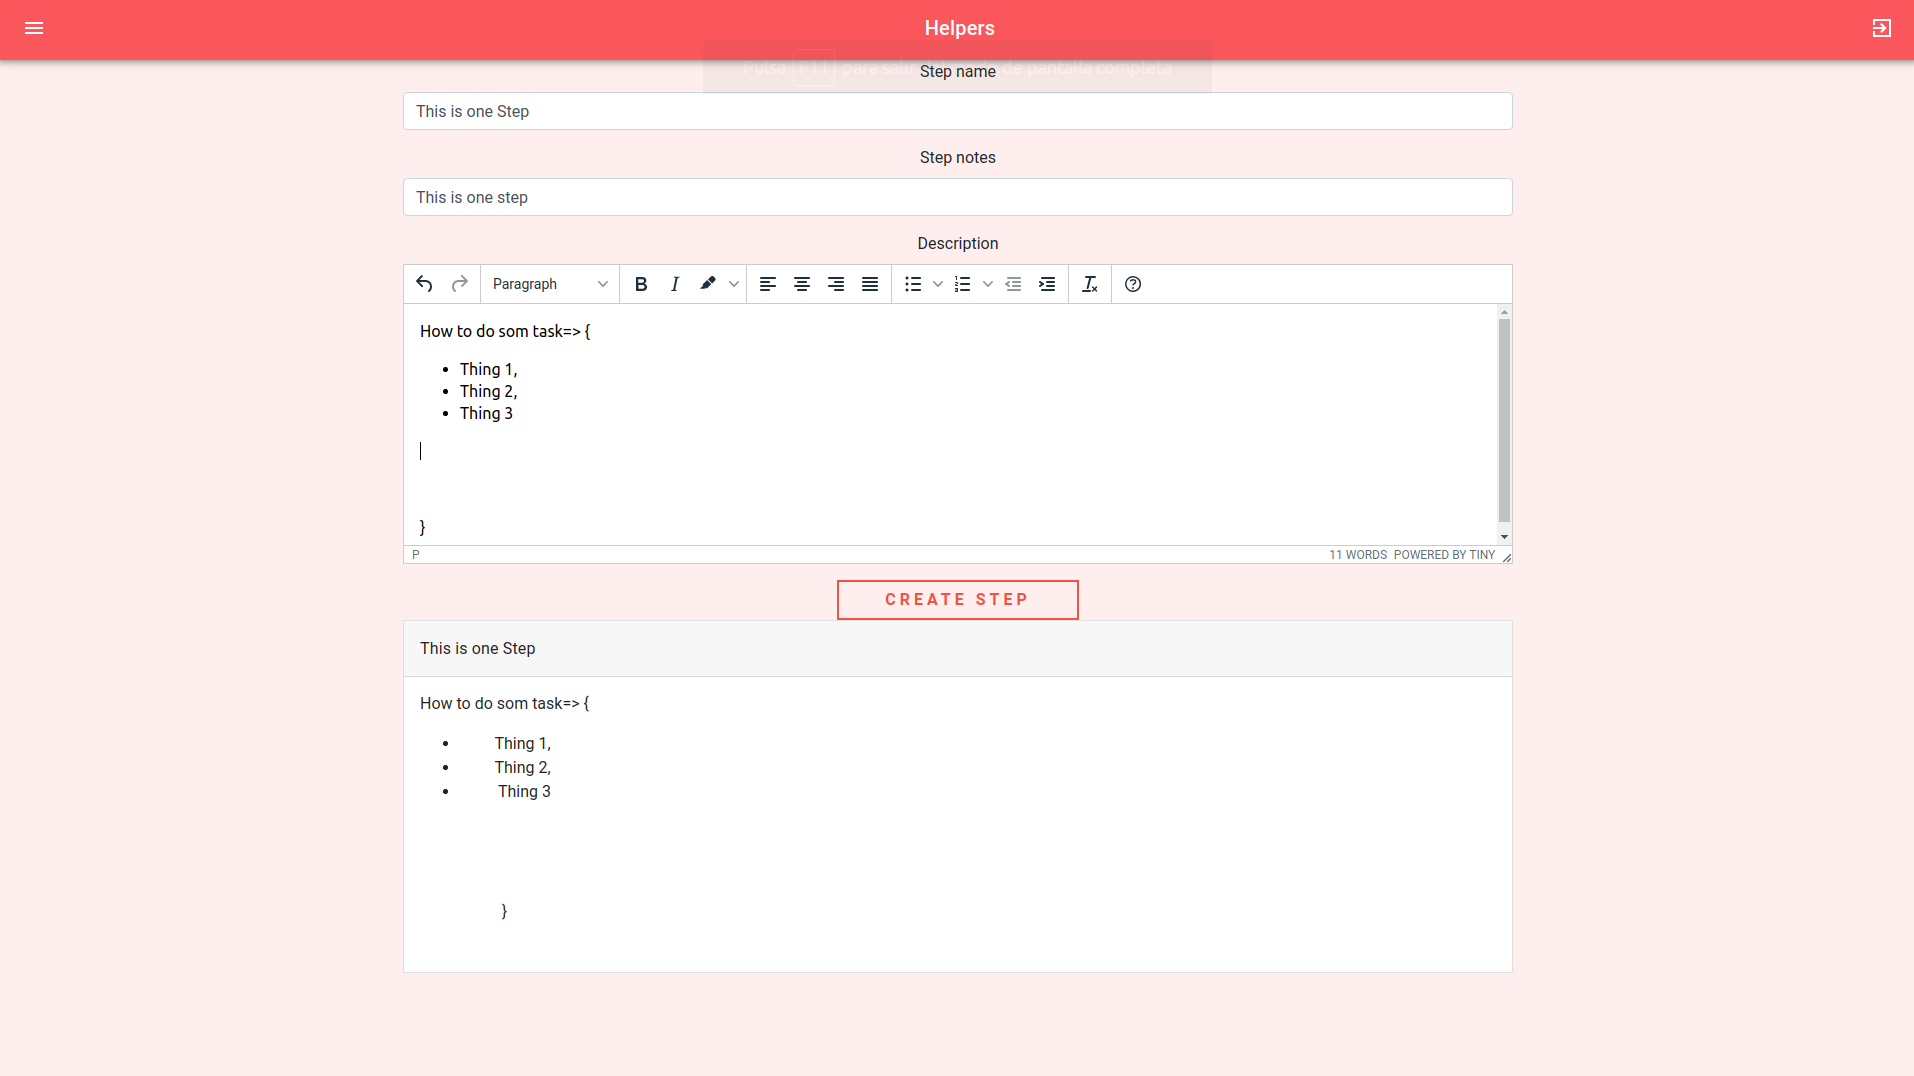 Helpers
Pulsa F11 para salir de pantalla completa
Step name
This is one Step
Step notes
This is one step
Description
Paragraph
How to do som task=> {
Thing 1,
Thing 2,
Thing 3
}
P
11 WORDS POWERED BY TINY
CREATE STEP
This is one Step
How to do som task=> {
Thing 1,
Thing 2,
Thing 3
}